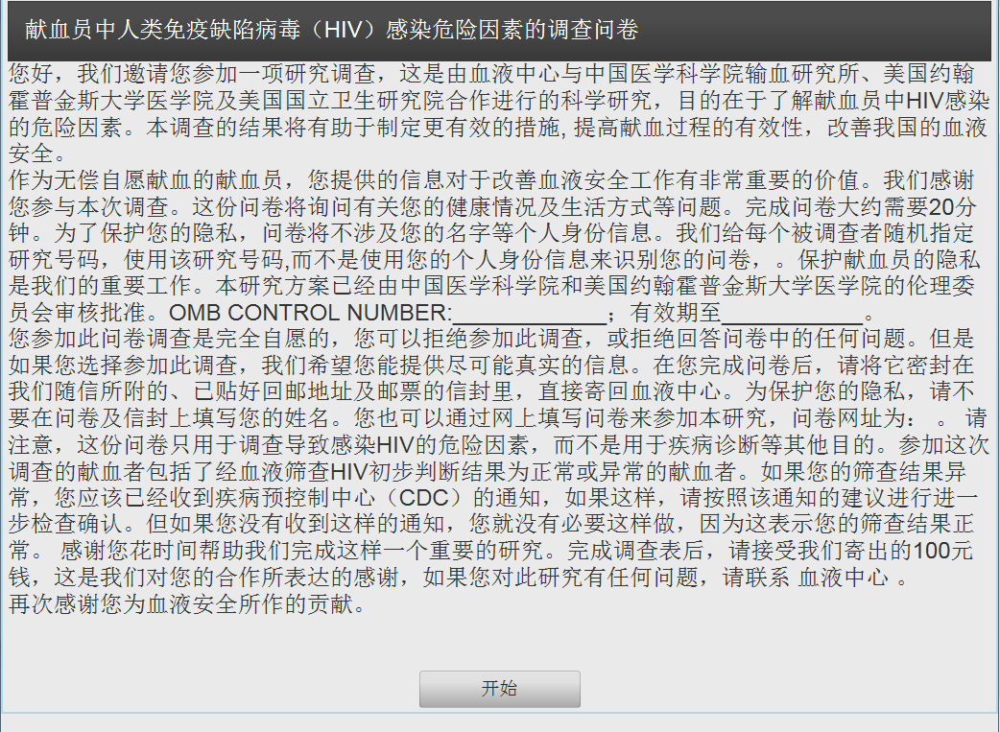 献血员中人类免疫缺陷病毒（HIV）感染危险因素的调查问卷
您好，我们邀请您参加一项研究调查，这是由血液中心与中国医学科学院输血研究所、美国约翰
霍普金斯大学医学院及美国国立卫生研究院合作进行的科学研究，目的在于了解献血员中HIV感染
的危险因素。本调查的结果将有助于制定更有效的措施, 提高献血过程的有效性，改善我国的血液
安全。
作为无偿自愿献血的献血员，您提供的信息对于改善血液安全工作有非常重要的价值。我们感谢
您参与本次调查。这份问卷将询问有关您的健康情况及生活方式等问题。完成问卷大约需要20分
钟。为了保护您的隐私，问卷将不涉及您的名字等个人身份信息。我们给每个被调查者随机指定
研究号码，使用该研究号码,而不是使用您的个人身份信息来识别您的问卷，。保护献血员的隐私
是我们的重要工作。本研究方案已经由中国医学科学院和美国约翰霍普金斯大学医学院的伦理委
员会审核批准。OMB CONTROL NUMBER:_____________；有效期至____________。
您参加此问卷调查是完全自愿的，您可以拒绝参加此调查，或拒绝回答问卷中的任何问题。但是
如果您选择参加此调查，我们希望您能提供尽可能真实的信息。在您完成问卷后，请将它密封在
我们随信所附的、已贴好回邮地址及邮票的信封里，直接寄回血液中心。为保护您的隐私，请不
要在问卷及信封上填写您的姓名。您也可以通过网上填写问卷来参加本研究，问卷网址为： 。 请
注意，这份问卷只用于调查导致感染HIV的危险因素，而不是用于疾病诊断等其他目的。参加这次
调查的献血者包括了经血液筛查HIV初步判断结果为正常或异常的献血者。如果您的筛查结果异
常，您应该已经收到疾病预控制中心（CDC）的通知，如果这样，请按照该通知的建议进行进一
步检查确认。但如果您没有收到这样的通知，您就没有必要这样做，因为这表示您的筛查结果正
常。 感谢您花时间帮助我们完成这样一个重要的研究。完成调查表后，请接受我们寄出的100元
钱，这是我们对您的合作所表达的感谢，如果您对此研究有任何问题，请联系 血液中心 。
再次感谢您为血液安全所作的贡献。
开始